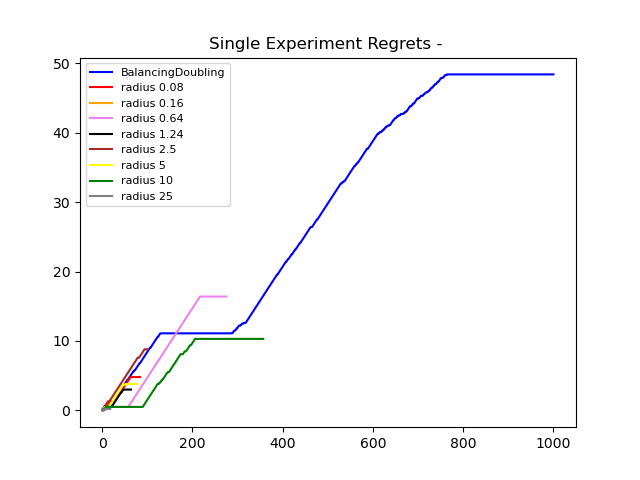 Single Experiment Regrets -
50
40
30
20
10
0
BalancingDoubling
radius 0.08
radius 0.16
radius 0.64
radius 1.24
radius 2.5
radius 5
radius 10
radius 25
0 200 400 600 800 1000